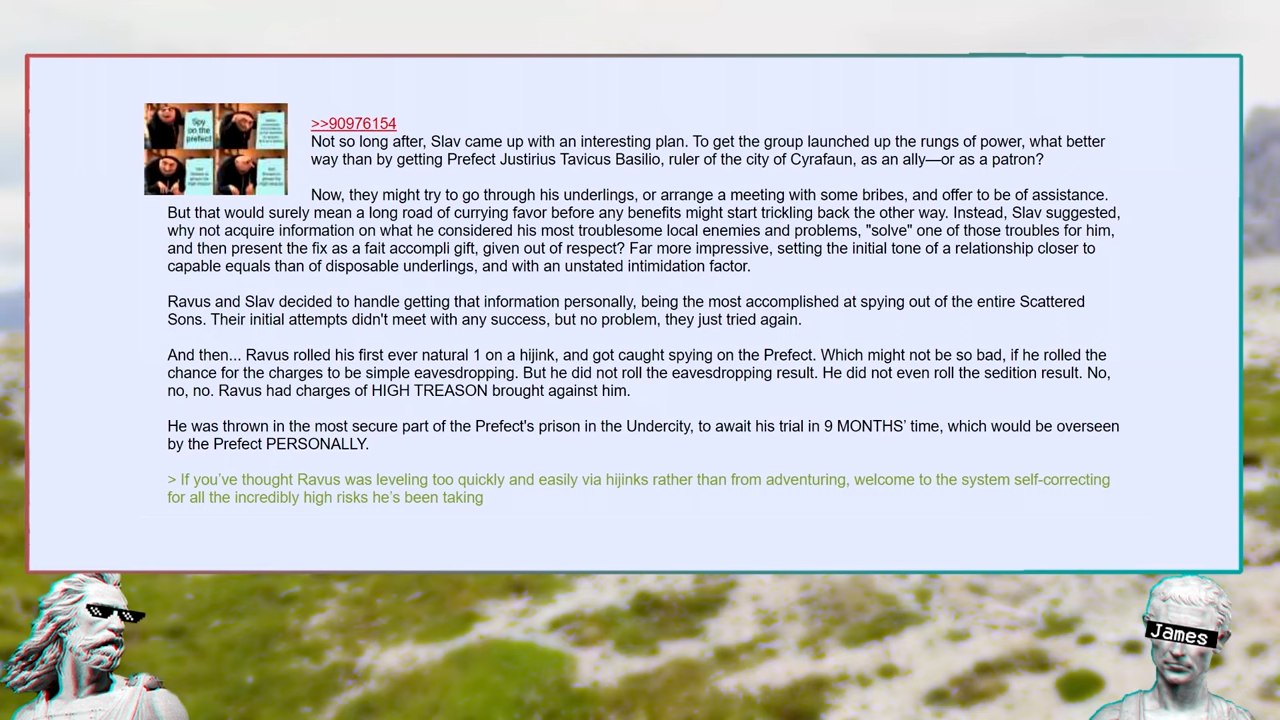 Spy
on the
prefect
>>90976154
Not so long after, Slav came up with an interesting plan. To get the group launched up the rungs of power, what better
way than by getting Prefect Justirius Tavicus Basilio, ruler of the city of Cyrafaun, as an ally—or as a patron?
Now, they might try to go through his underlings, or arrange a meeting with some bribes, and offer to be of assistance.
But that would surely mean a long road of currying favor before any benefits might start trickling back the other way. Instead, Slav suggested,
why not acquire information on what he considered his most troublesome local enemies and problems, "solve" one of those troubles for him,
and then present the fix as a fait accompli gift, given out of respect? Far more impressive, setting the initial tone of a relationship closer to
capable equals than of disposable underlings, and with an unstated intimidation factor.
Ravus and Slav decided to handle getting that information personally, being the most accomplished at spying out of the entire Scattered
Sons. Their initial attempts didn't meet with any success, but no problem, they just tried again.
And then... Ravus rolled his first ever natural 1 on a hijink, and got caught spying on the Prefect. Which might not be so bad, if he rolled the
chance for the charges to be simple eavesdropping. But he did not roll the eavesdropping result. He did not even roll the sedition result. No,
no, no. Ravus had charges of HIGH TREASON brought against him.
He was thrown in the most secure part of the Prefect's prison in the Undercity, to await his trial in 9 MONTHS' time, which would be overseen
by the Prefect PERSONALLY.
> If you've thought Ravus was leveling too quickly and easily via hijinks rather than from adventuring, welcome to the system self-correcting
for all the incredibly high risks he's been taking
James